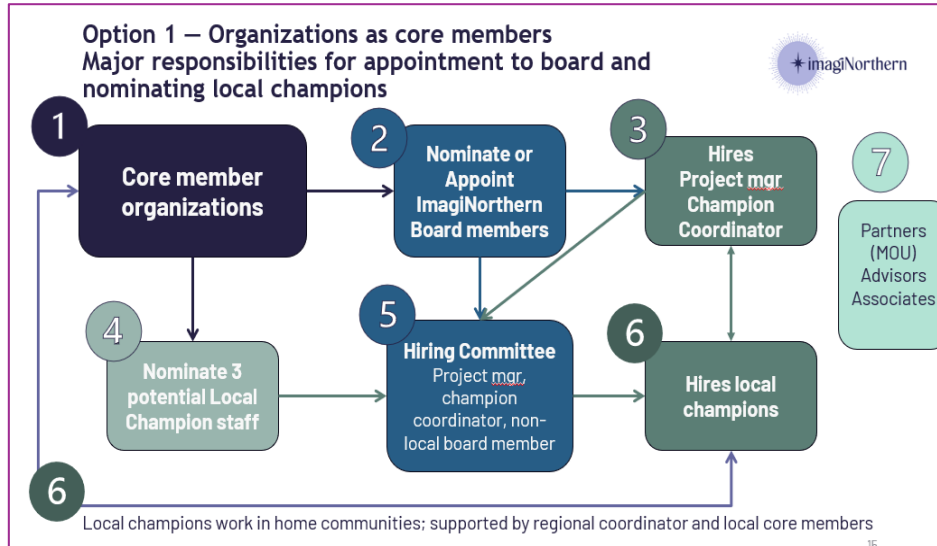 Option 1 – Organizations as core members
Major responsibilities for appointment to board and
nominating local champions
imagiNorthern
1
Core member
organizations
2
Nominate or
Appoint
ImagiNorthern
Board members
3
Hires
Project mgr
Champion
Coordinator
7
Partners
(MOU)
Advisors
Associates
4
Nominate 3
potential Local
Champion staff
5
Hiring Committee
Project mgr,
champion
coordinator, non-
local board member
6
Hires local
champions
6
Local champions work in home communities; supported by regional coordinator and local core members
15